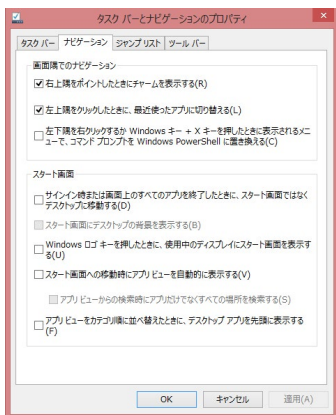 タスク バーとナビゲーションのプロパティ
タスク バー ナビゲーション ジャンプ リスト ツール バー
画面隅でのナビゲーション
右上隅をポイントしたときにチャームを表示する(R)
左上隅をクリックしたときに、最近使ったアプリに切り替える(L)
左下隅を右クリックするか Windows キー + X キーを押したときに表示されるメニ
ューで、コマンド プロンプトを Windows PowerShell に置き換える(C)
スタート画面
サインイン時または画面上のすべてのアプリを終了したときに、スタート画面ではなく
デスクトップに移動する(D)
スタート画面にデスクトップの背景を表示する(B)
Windows ロゴ キーを押したときに、使用中のディスプレイにスタート画面を表示す
る(U)
スタート画面への移動時にアプリ ビューを自動的に表示する(V)
アプリ ビューからの検索時にアプリだけでなくすべての場所を検索する(S)
アプリ ビューをカテゴリ順に並べ替えたときに、デスクトップ アプリを先頭に表示する
(F)
OK キャンセル 適用(A)